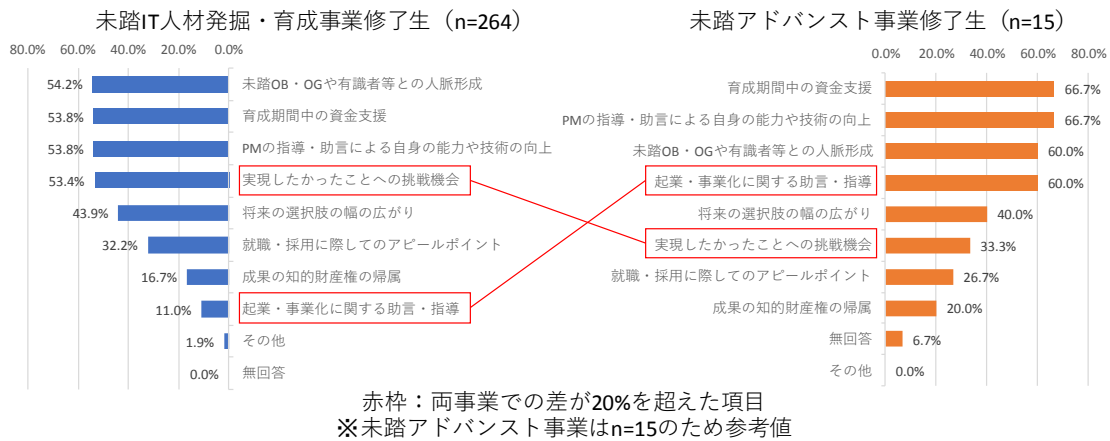 未踏IT人材発掘・育成事業修了生（n=264）
80.0% 60.0% 40.0% 20.0% 0.0%
54.2% 未踏OB・OGや有識者等との人脈形成
53.8% 育成期間中の資金支援
53.8% PMの指導・助言による自身の能力や技術の向上
53.4% 実現したかったことへの挑戦機会
43.9% 将来の選択肢の幅の広がり
32.2% 就職・採用に際してのアピールポイント
16.7% 成果の知的財産権の帰属
11.0% 起業・事業化に関する助言・指導
1.9% その他
0.0% 無回答
未踏アドバンスト事業修了生（n=15）
0.0% 20.0% 40.0% 60.0% 80.0%
育成期間中の資金支援 66.7%
PMの指導・助言による自身の能力や技術の向上 66.7%
未踏OB・OGや有識者等との人脈形成 60.0%
起業・事業化に関する助言・指導 60.0%
将来の選択肢の幅の広がり 40.0%
実現したかったことへの挑戦機会 33.3%
就職・採用に際してのアピールポイント 26.7%
成果の知的財産権の帰属 20.0%
無回答 6.7%
その他 0.0%
赤枠：両事業での差が20%を超えた項目
※未踏アドバンスト事業はn=15のため参考値